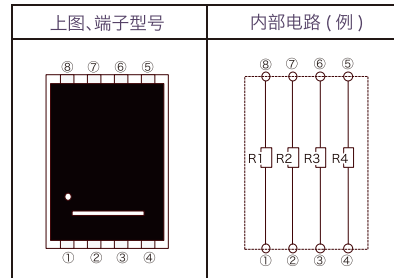 上图、端子型号
内部电路(例)
⑧ ⑦ ⑥ ⑤
① ② ③ ④
⑧ ⑦ ⑥ ⑤
R1 R2 R3 R4
① ② ③ ④